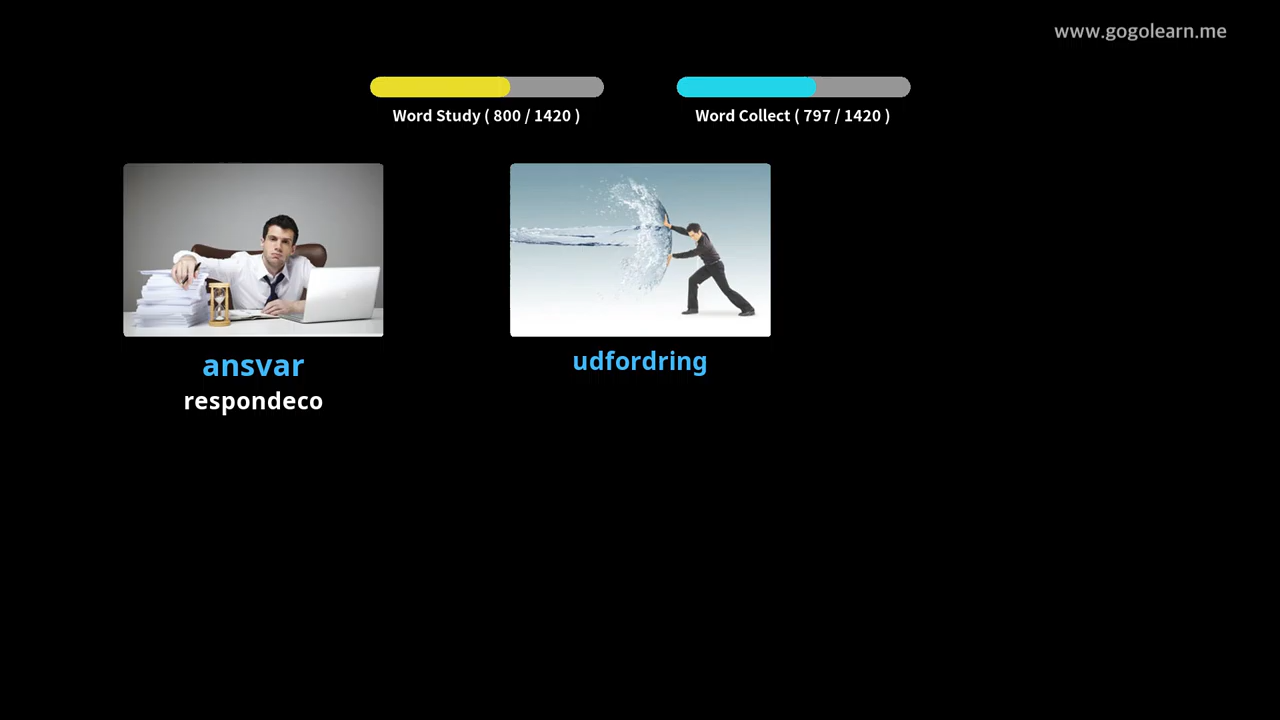 www.gogolearn.me
Word Study ( 800 / 1420 )
Word Collect ( 797 / 1420 )
ansvar
respondeco
udfordring